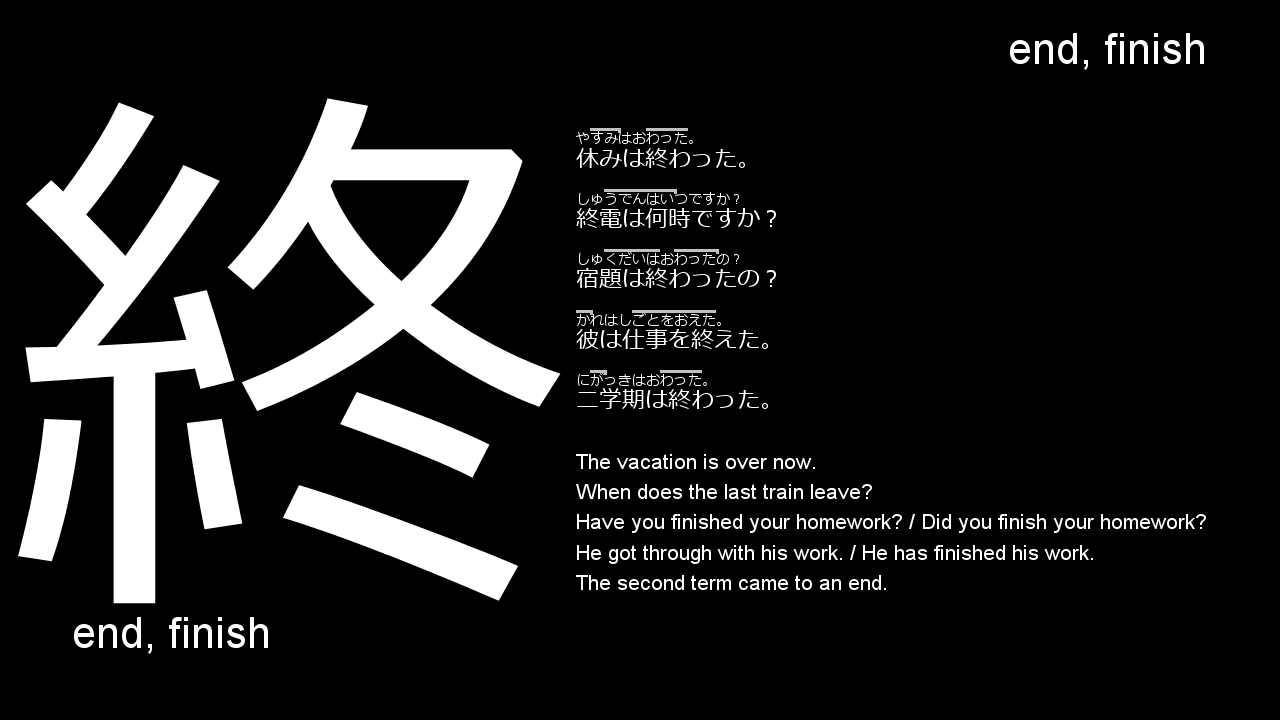 end, finish
終
やすみはおわった。
休みは終わった。
しゅうでんはいつですか？
終電は何時ですか？
しゅくだいはおわったの？
宿題は終わったの？
かれはしごとをおえた。
彼は仕事を終えた。
にがっきはおわった。
二学期は終わった。
The vacation is over now.
When does the last train leave?
Have you finished your homework? / Did you finish your homework?
He got through with his work. / He has finished his work.
The second term came to an end.
end, finish